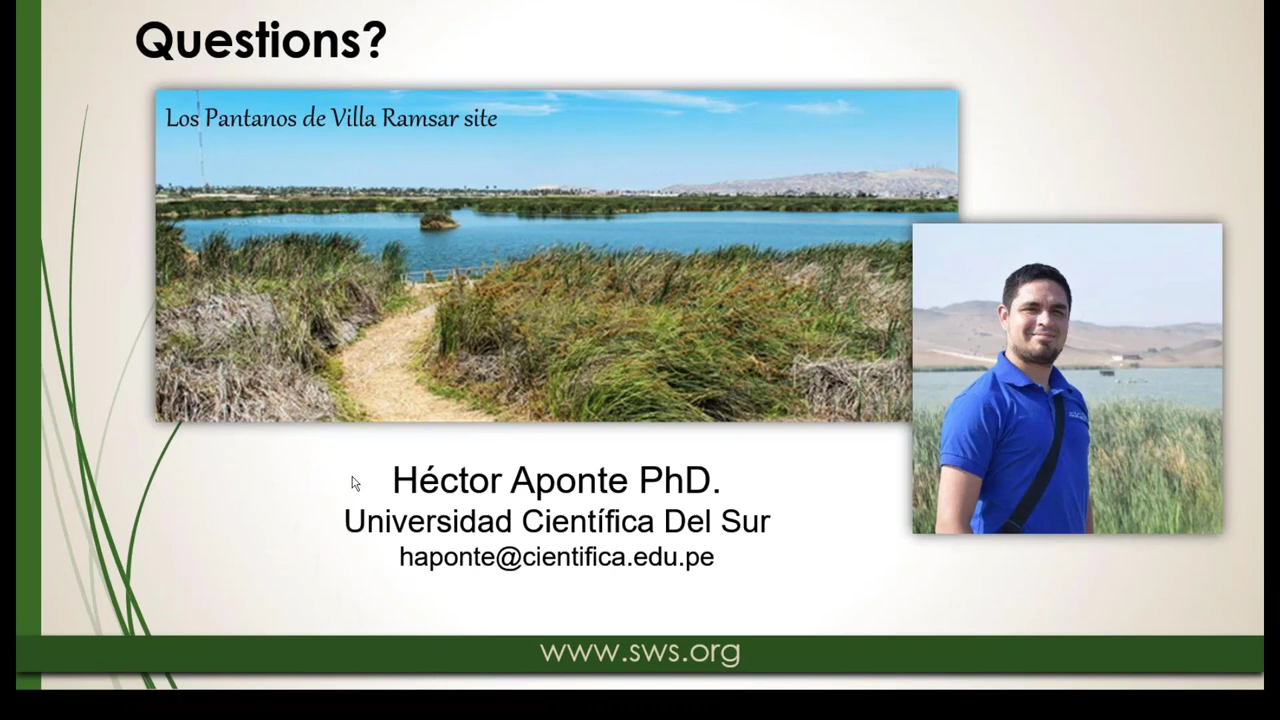 Questions?
Los Pantanos de Villa Ramsar site
Héctor Aponte PhD.
Universidad Científica Del Sur
haponte@cientifica.edu.pe
www.sws.org